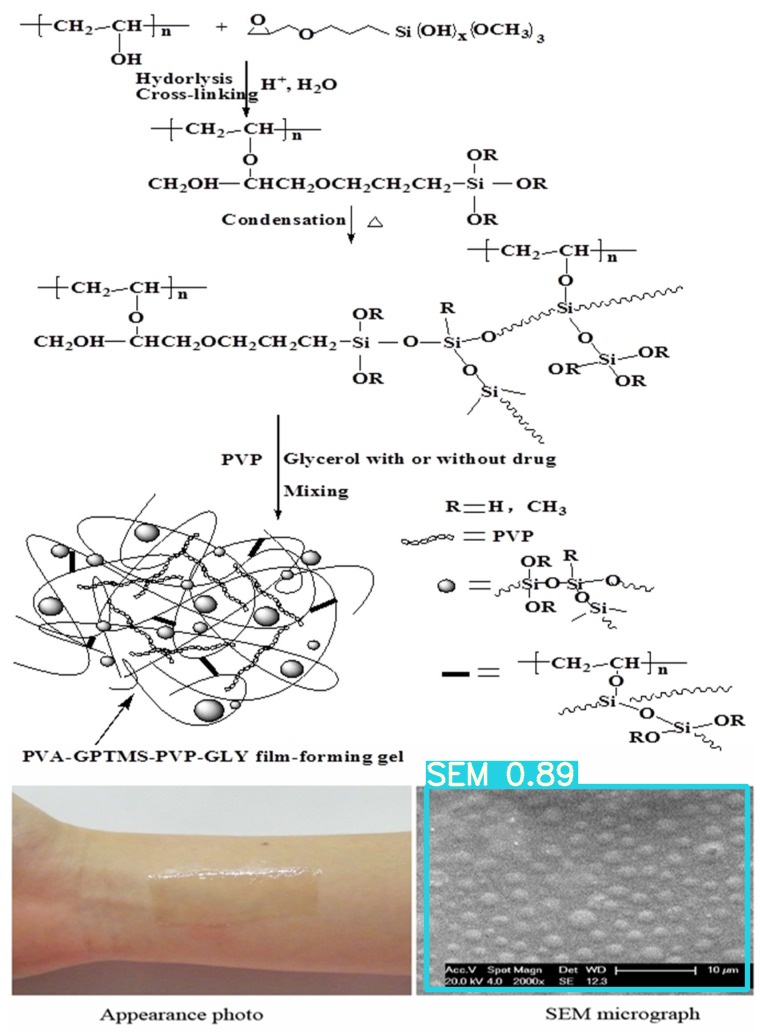 CH2 CH n + O O Si (OH)x (OCH3)3
OH
Hydorlysis
Cross-linking H+, H2O
CH2 CH n
O OR
CH2OH CHCH2OCH2CH2CH2 Si OR
OR
Condensation △
CH2 CH n
CH2 CH n O
O OR R Si
CH2OH CHCH2OCH2CH2CH2 Si O Si O O
OR O OR Si OR
Si OR
PVP Glycerol with or without drug
Mixing
R=H, CH3
= PVP
OR R
= Si O Si O
OR O
Si
= CH2 CH n
O
Si O
RO Si OR
PVA-GPTMS-PVP-GLY film-forming gel
SEM 0.89
Acc.V Spot Magn Det WD 10 µm
20.0 kV 4.0 2000x SE 12.3
Appearance photo SEM micrograph